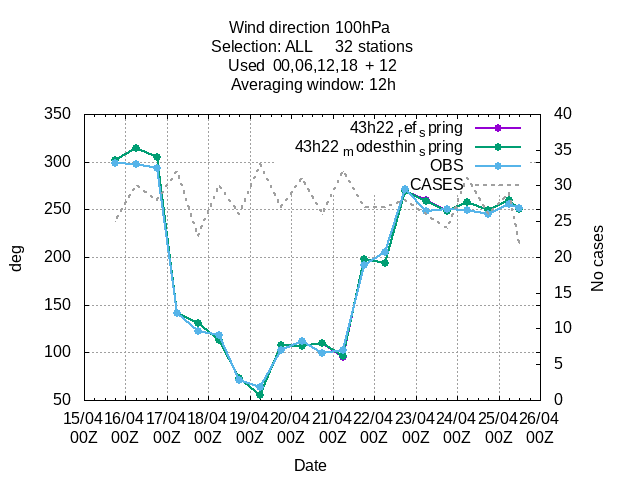 Wind direction 100hPa
Selection: ALL 32 stations
Used 00,06,12,18 + 12
Averaging window: 12h
43h22 ref spring
43h22 modesthin spring
OBS
CASES
350
300
250
200
150
100
50
deg
40
35
30
25
20
15
10
5
0
No cases
15/04 16/04 17/04 18/04 19/04 20/04 21/04 22/04 23/04 24/04 25/04 26/04
00Z 00Z 00Z 00Z 00Z 00Z 00Z 00Z 00Z 00Z 00Z 00Z
Date